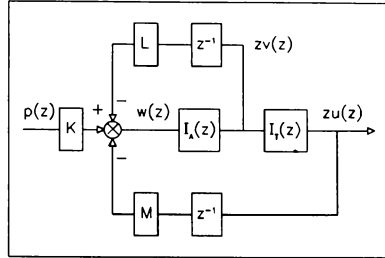 L
z⁻¹
zv(z)
p(z)
K
+
−
−
w(z)
I_A(z)
I_T(z)
zu(z)
M
z⁻¹